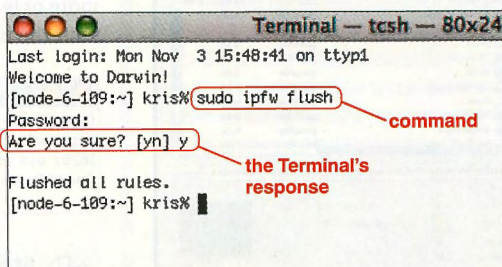 Terminal — tcsh — 80x24
Last login: Mon Nov  3 15:48:41 on ttyp1
Welcome to Darwin!
[node-6-109:~] kris% sudo ipfw flush
Password:
command
Are you sure? [yn] y
the Terminal's
response
Flushed all rules.
[node-6-109:~] kris%